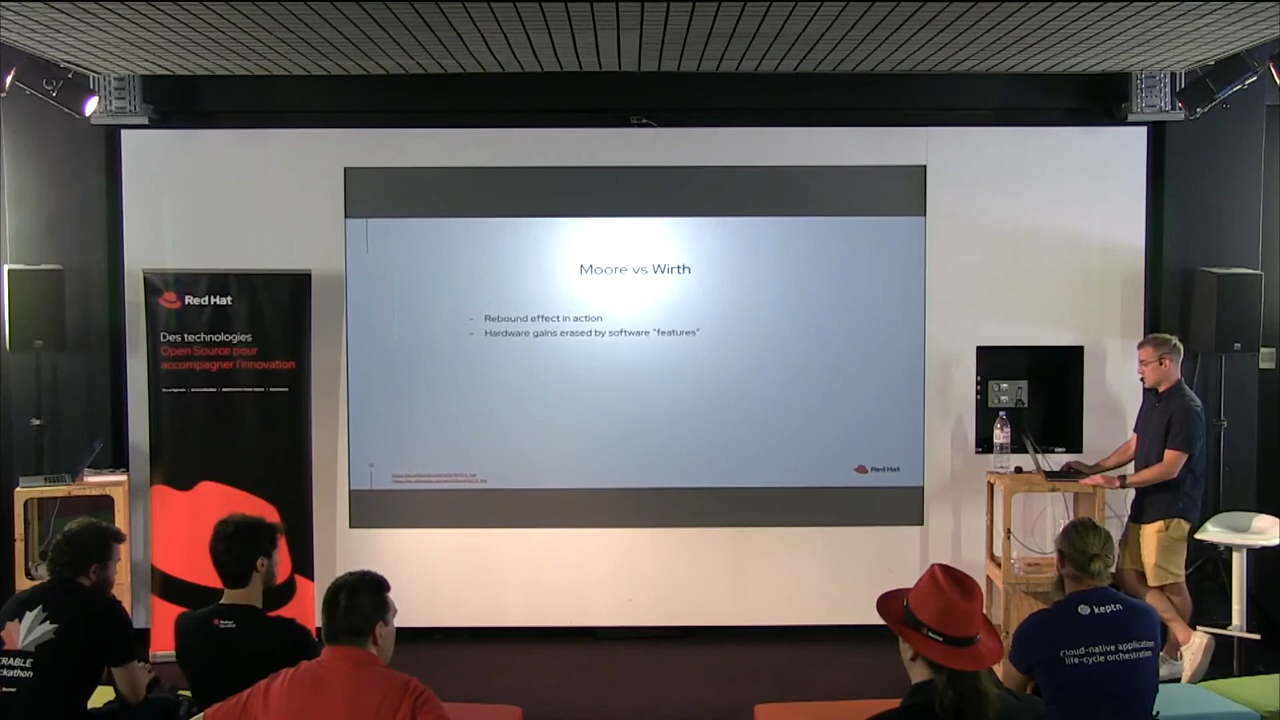 Moore vs Wirth
- Rebound effect in action
- Hardware gains erased by software "features"
Red Hat
Red Hat
Des technologies
Open Source pour
accompagner l'innovation
keptn
Cloud-native application
life-cycle orchestration